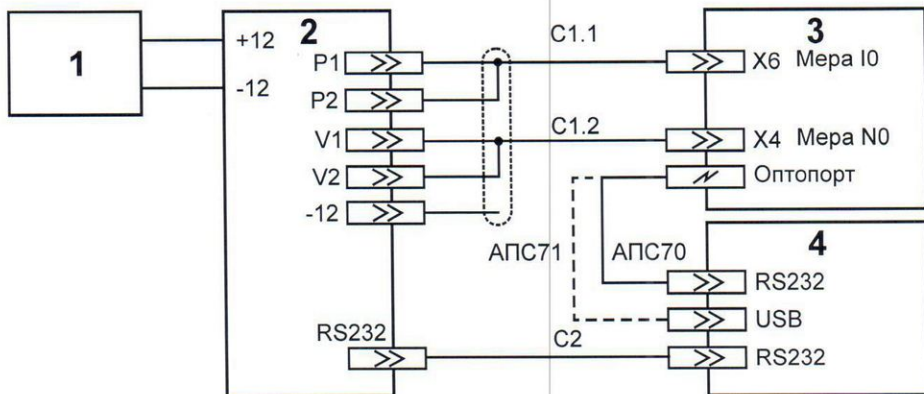 1
+12
-12
2
P1
P2
V1
V2
-12
RS232
C1.1
C1.2
АПС71
АПС70
C2
3
X6 Мера I0
X4 Мера N0
Оптопорт
4
RS232
USB
RS232